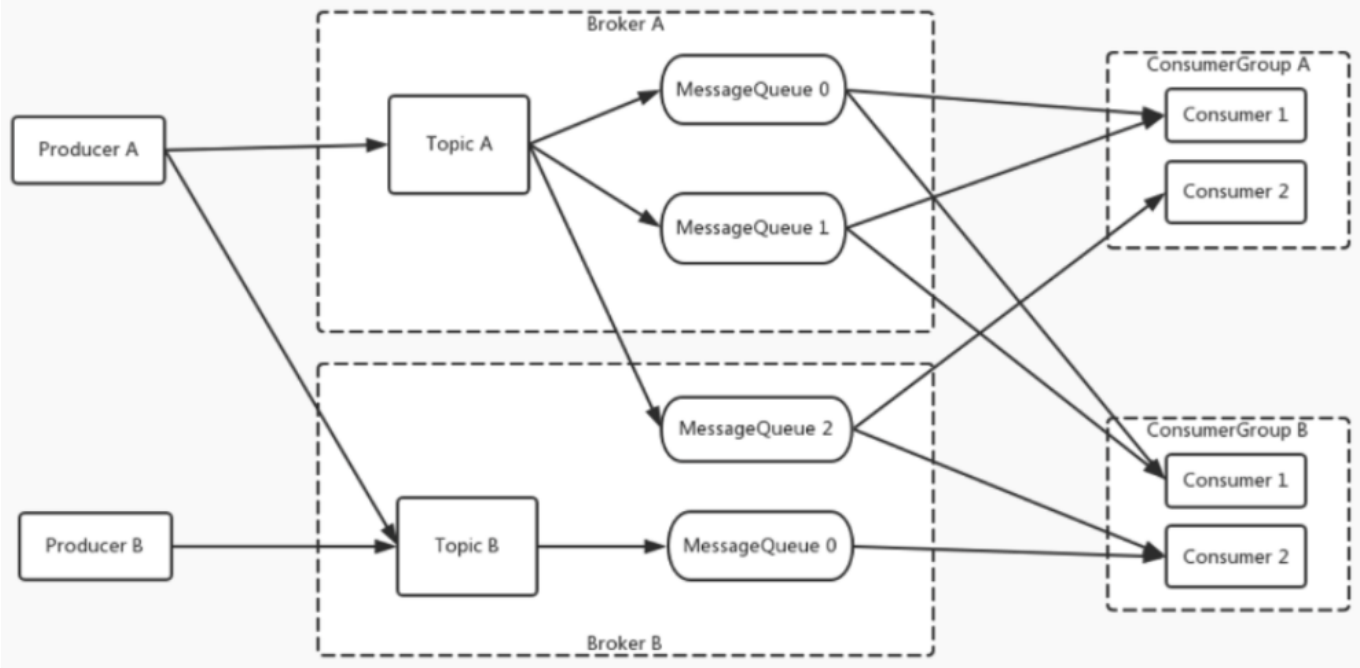 Broker A
MessageQueue 0
ConsumerGroup A
Consumer 1
Producer A
Topic A
Consumer 2
MessageQueue 1
MessageQueue 2
ConsumerGroup B
Consumer 1
Producer B
Topic B
MessageQueue 0
Consumer 2
Broker B